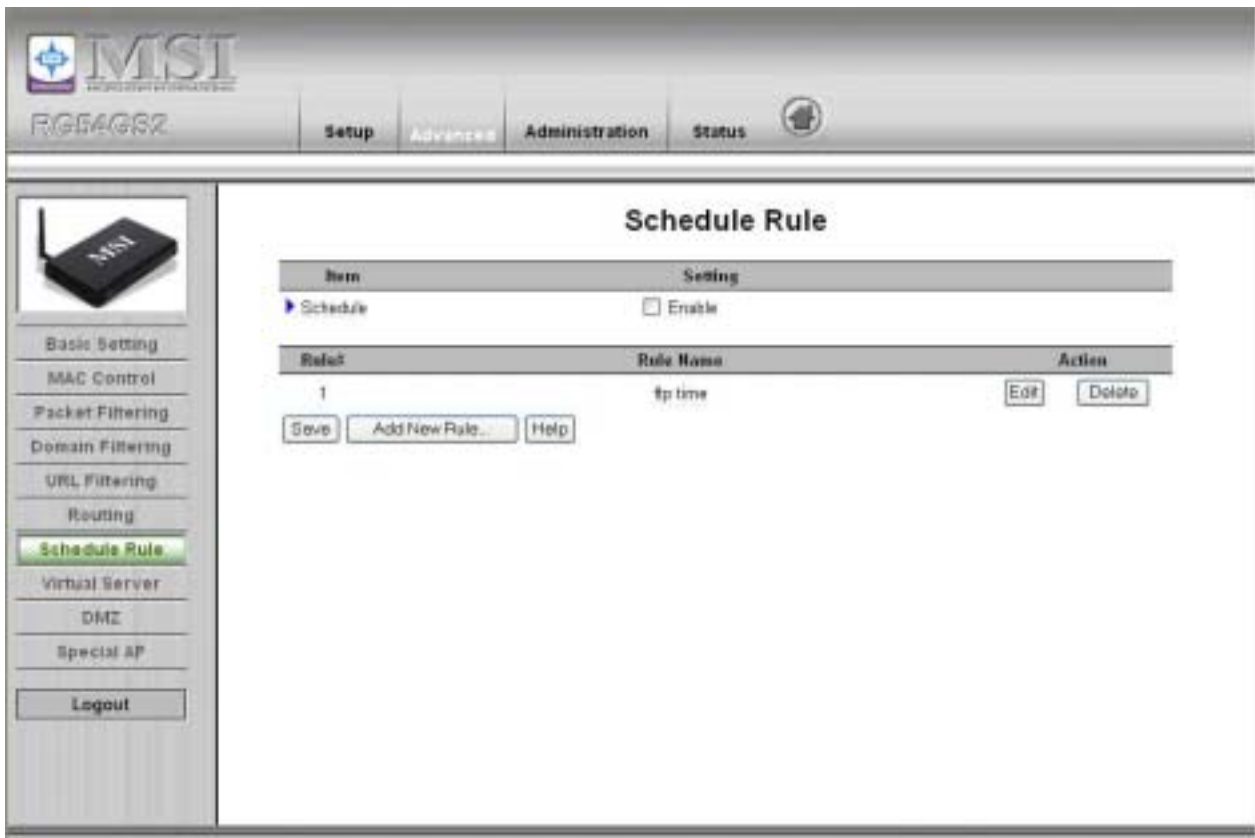 MSI
RG54GS2
Setup
Advanced
Administration
Status
MSI
Basic Setting
MAC Control
Packet Filtering
Domain Filtering
URL Filtering
Routing
Schedule Rule
Virtual Server
DMZ
Special AP
Logout
Schedule Rule
Item Setting
Schedule Enable
Rule# Rule Name Action
1 ftp time Edit Delete
Save Add New Rule... Help